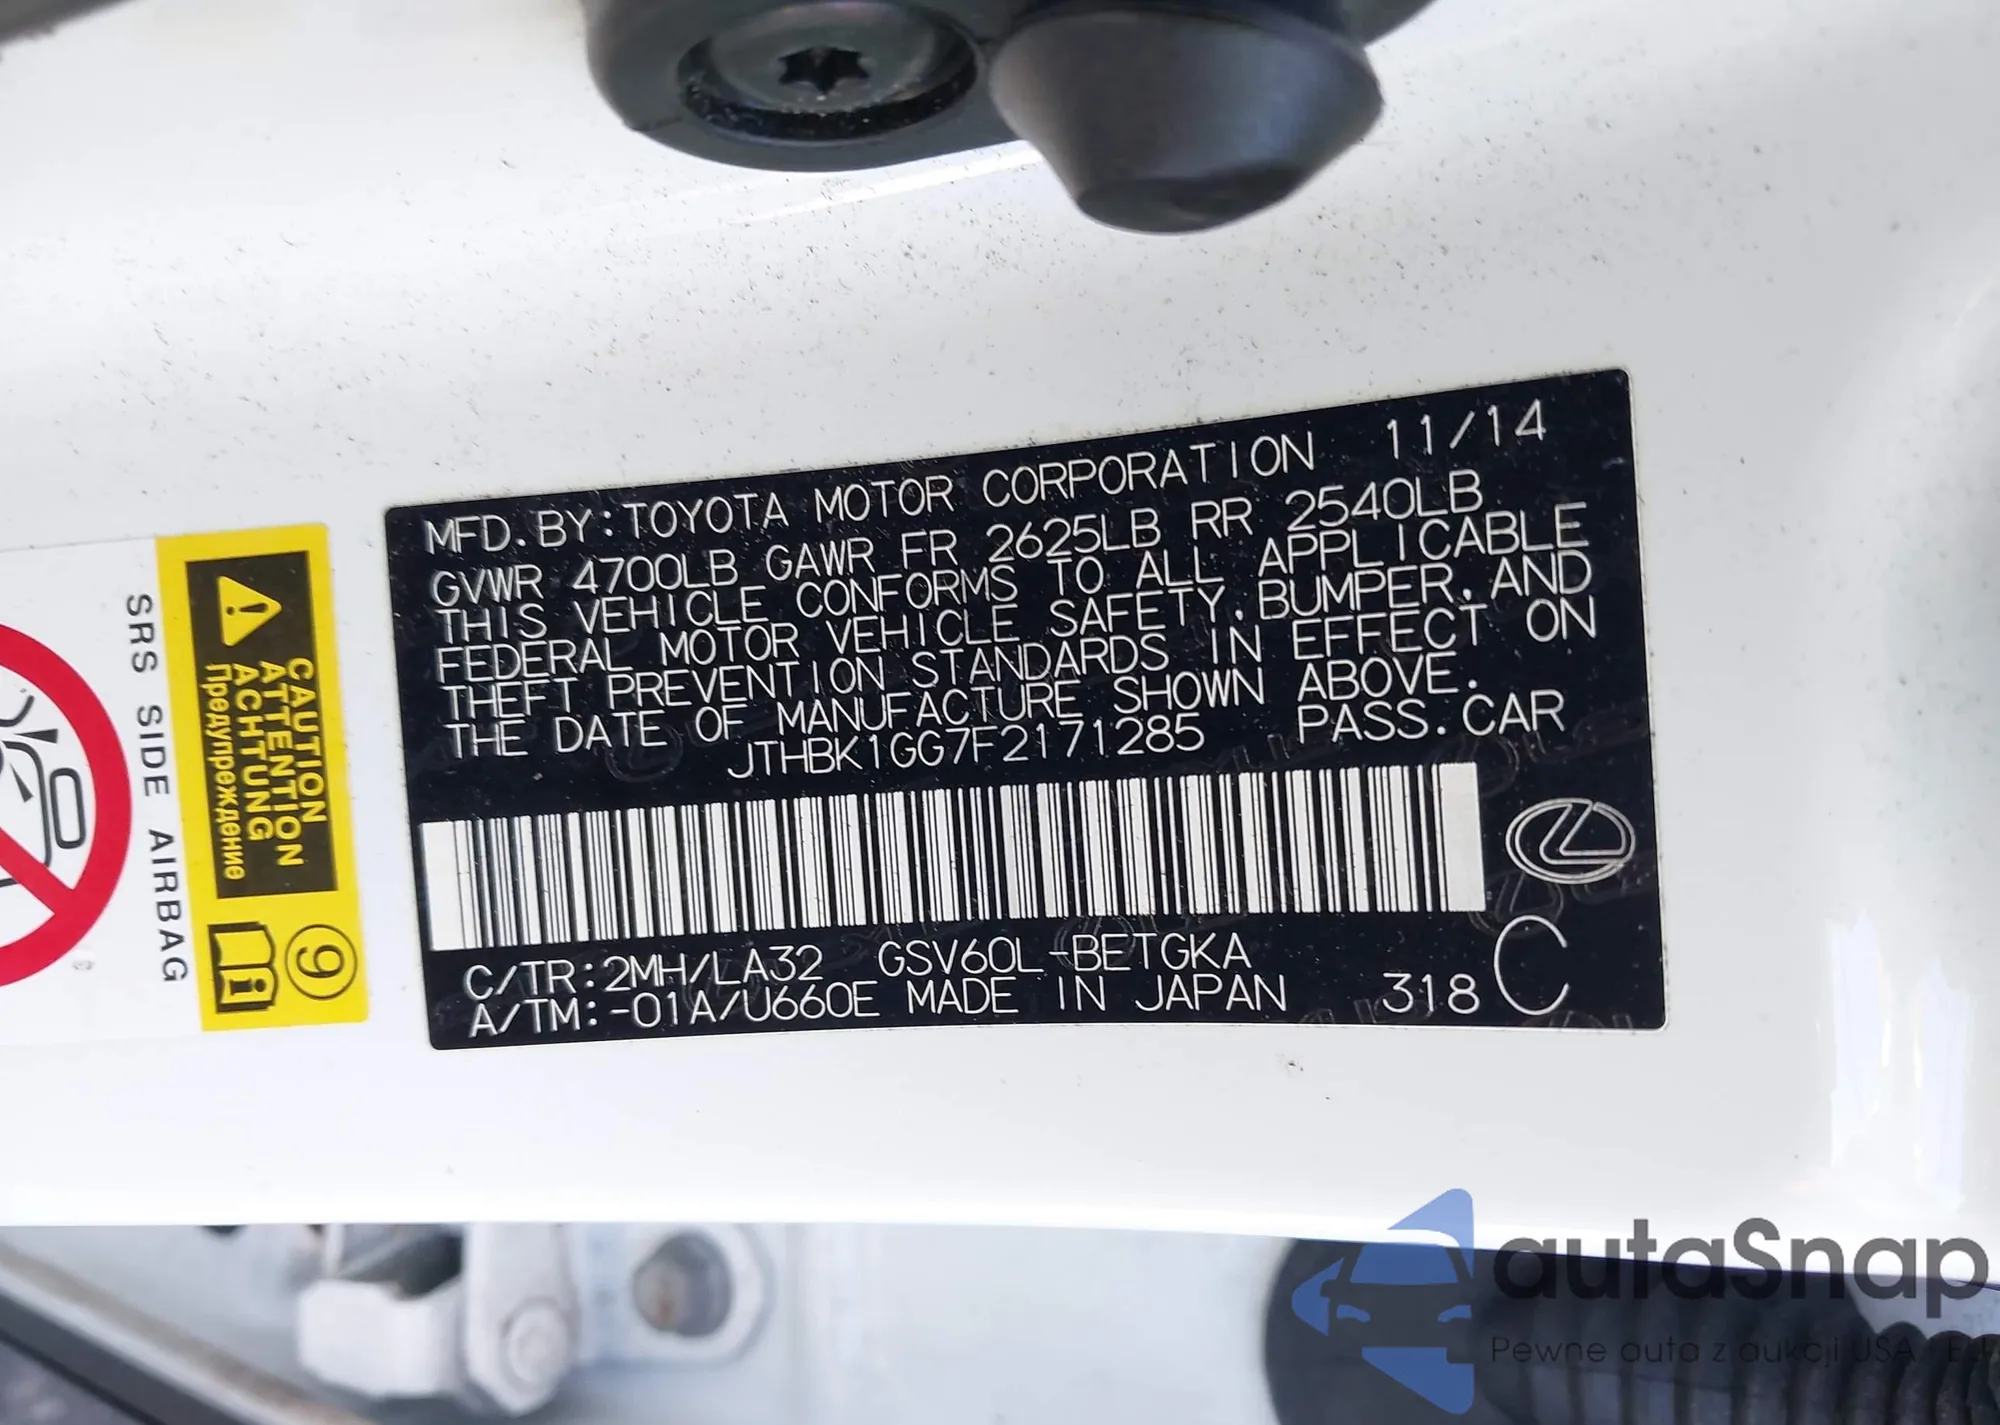 MFD. BY: TOYOTA MOTOR CORPORATION 11/14
GVWR 4700LB GAWR FR 2625LB RR 2540LB
THIS VEHICLE CONFORMS TO ALL APPLICABLE
FEDERAL MOTOR VEHICLE SAFETY, BUMPER, AND
THEFT PREVENTION STANDARDS IN EFFECT ON
THE DATE OF MANUFACTURE SHOWN ABOVE.
JTHBK1GG7F2171285 PASS. CAR
C/TR: 2MH/LA32 GSV60L-BETGKA
A/TM: -01A/U660E MADE IN JAPAN 318 C
CAUTION
ATTENTION
ACHTUNG
Предупреждение
9
SRS SIDE AIRBAG
autaSnap
Pewne auta z aukcji USA